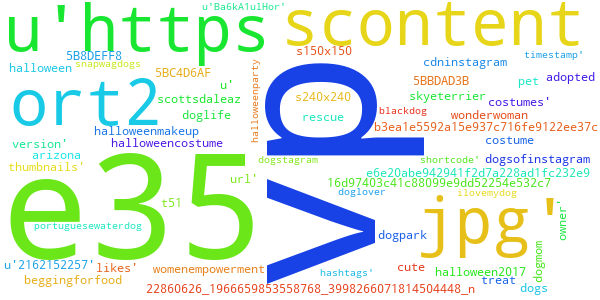 u'Ba6kA1ulHor'
u'https
scontent
s150x150
timestamp'
5B8DEFF8
snapwagdogs
halloween
5BC4D6AF
cdninstagram
adopted
pet
5BBDAD3B
u'
halloweenparty
s240x240
skyeterrier
costumes'
ort2
scottsdaleaz
doglife
rescue
blackdog
wonderwoman
halloweenmakeup
b3ea1e5592a15e937c716fe9122ee37c
version'
halloweencostume
costume
arizona
p
dogstagram
shortcode'
dogsofinstagram
thumbnails'
e35
url'
e6e20abe942941f2d7a228ad1fc232e9
16d97403c41c88099e9dd52254e532c7
doglover
ilovemydog
t51
v
jpg'
owner'
portuguesewaterdog
dogpark
dogmom
u'2162152257'
likes'
womenempowerment
cute
hashtags'
halloween2017
beggingforfood
treat
dogs
22860626_1966659853558768_3998266071814504448_n